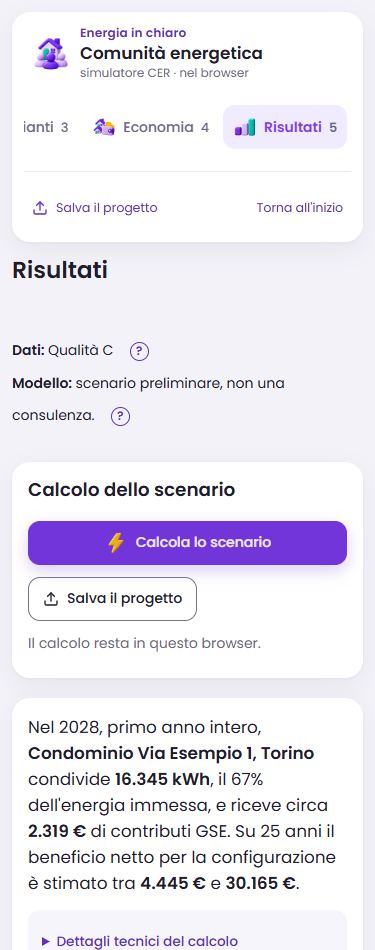 Energia in chiaro
Comunità energetica
simulatore CER · nel browser
ianti 3
Economia 4
Risultati 5
Salva il progetto
Torna all'inizio
Risultati
Dati: Qualità C ?
Modello: scenario preliminare, non una
consulenza. ?
Calcolo dello scenario
Calcola lo scenario
Salva il progetto
Il calcolo resta in questo browser.
Nel 2028, primo anno intero,
Condominio Via Esempio 1, Torino
condivide 16.345 kWh, il 67%
dell'energia immessa, e riceve circa
2.319 € di contributi GSE. Su 25 anni il
beneficio netto per la configurazione
è stimato tra 4.445 € e 30.165 €.
Dettagli tecnici del calcolo